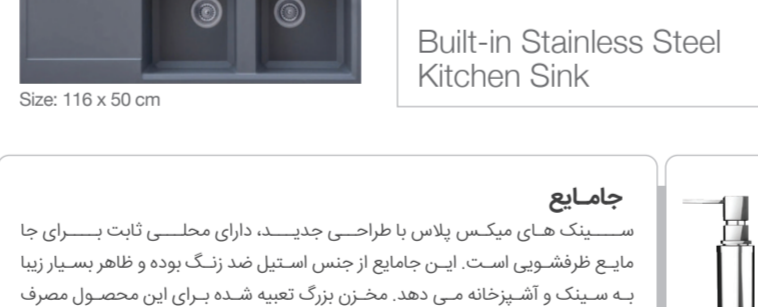 Built-in Stainless Steel
Kitchen Sink
Size: 116 x 50 cm
جامایع
سینک های میکس پلاس با طراحی جدید، دارای محلی ثابت برای جا
مایع ظرفشویی است. این جامایع از جنس استیل ضد زنگ بوده و ظاهر بسیار زیبا
به سینک و آشپزخانه می دهد. مخزن بزرگ تعبیه شده برای این محصول مصرف